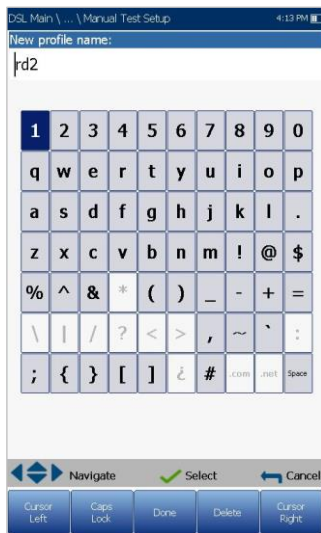 DSL Main \ ... \ Manual Test Setup 4:13 PM
New profile name:
rd2
1 2 3 4 5 6 7 8 9 0
q w e r t y u i o p
a s d f g h j k l .
z x c v b n m ! @ $
% ^ & * ( ) _ - + =
\ | / ? < > , ~ ` :
; { } [ ] ¿ # .com .net Space
Navigate Select Cancel
Cursor Left Caps Lock Done Delete Cursor Right